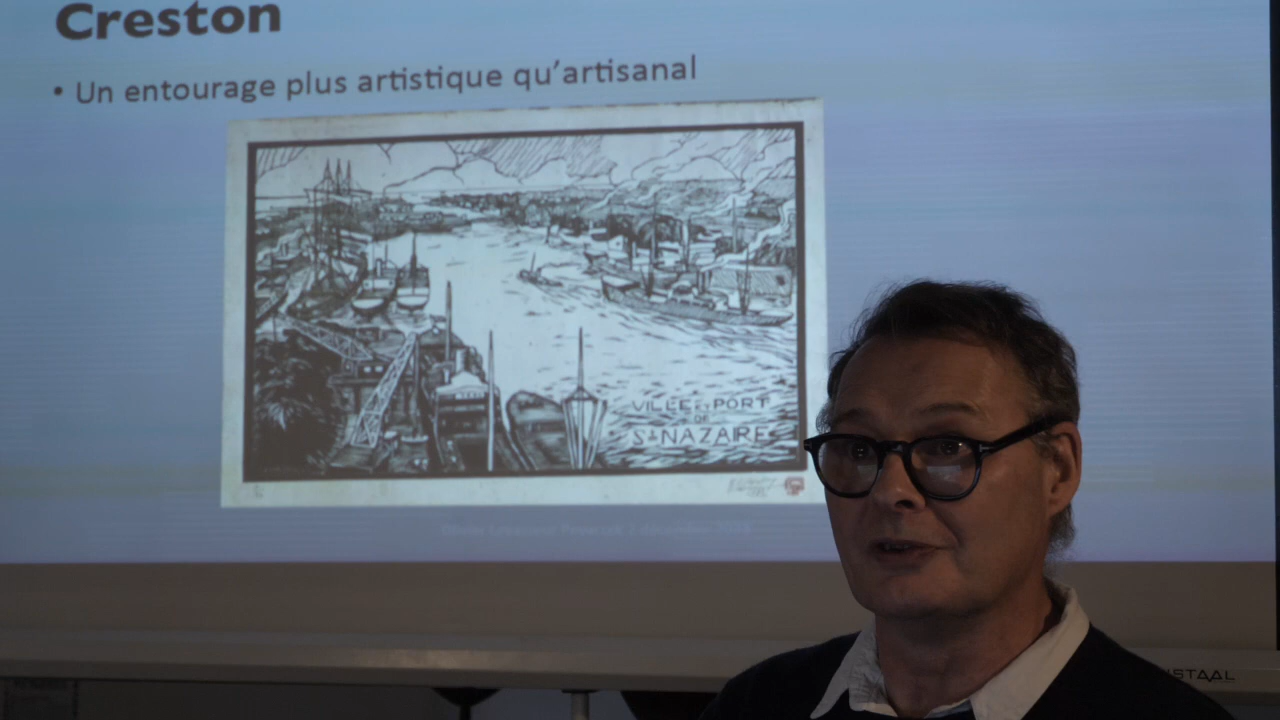 Creston
• Un entourage plus artistique qu'artisanal
VILLE ET PORT
DE
St NAZAIRE
STAAL